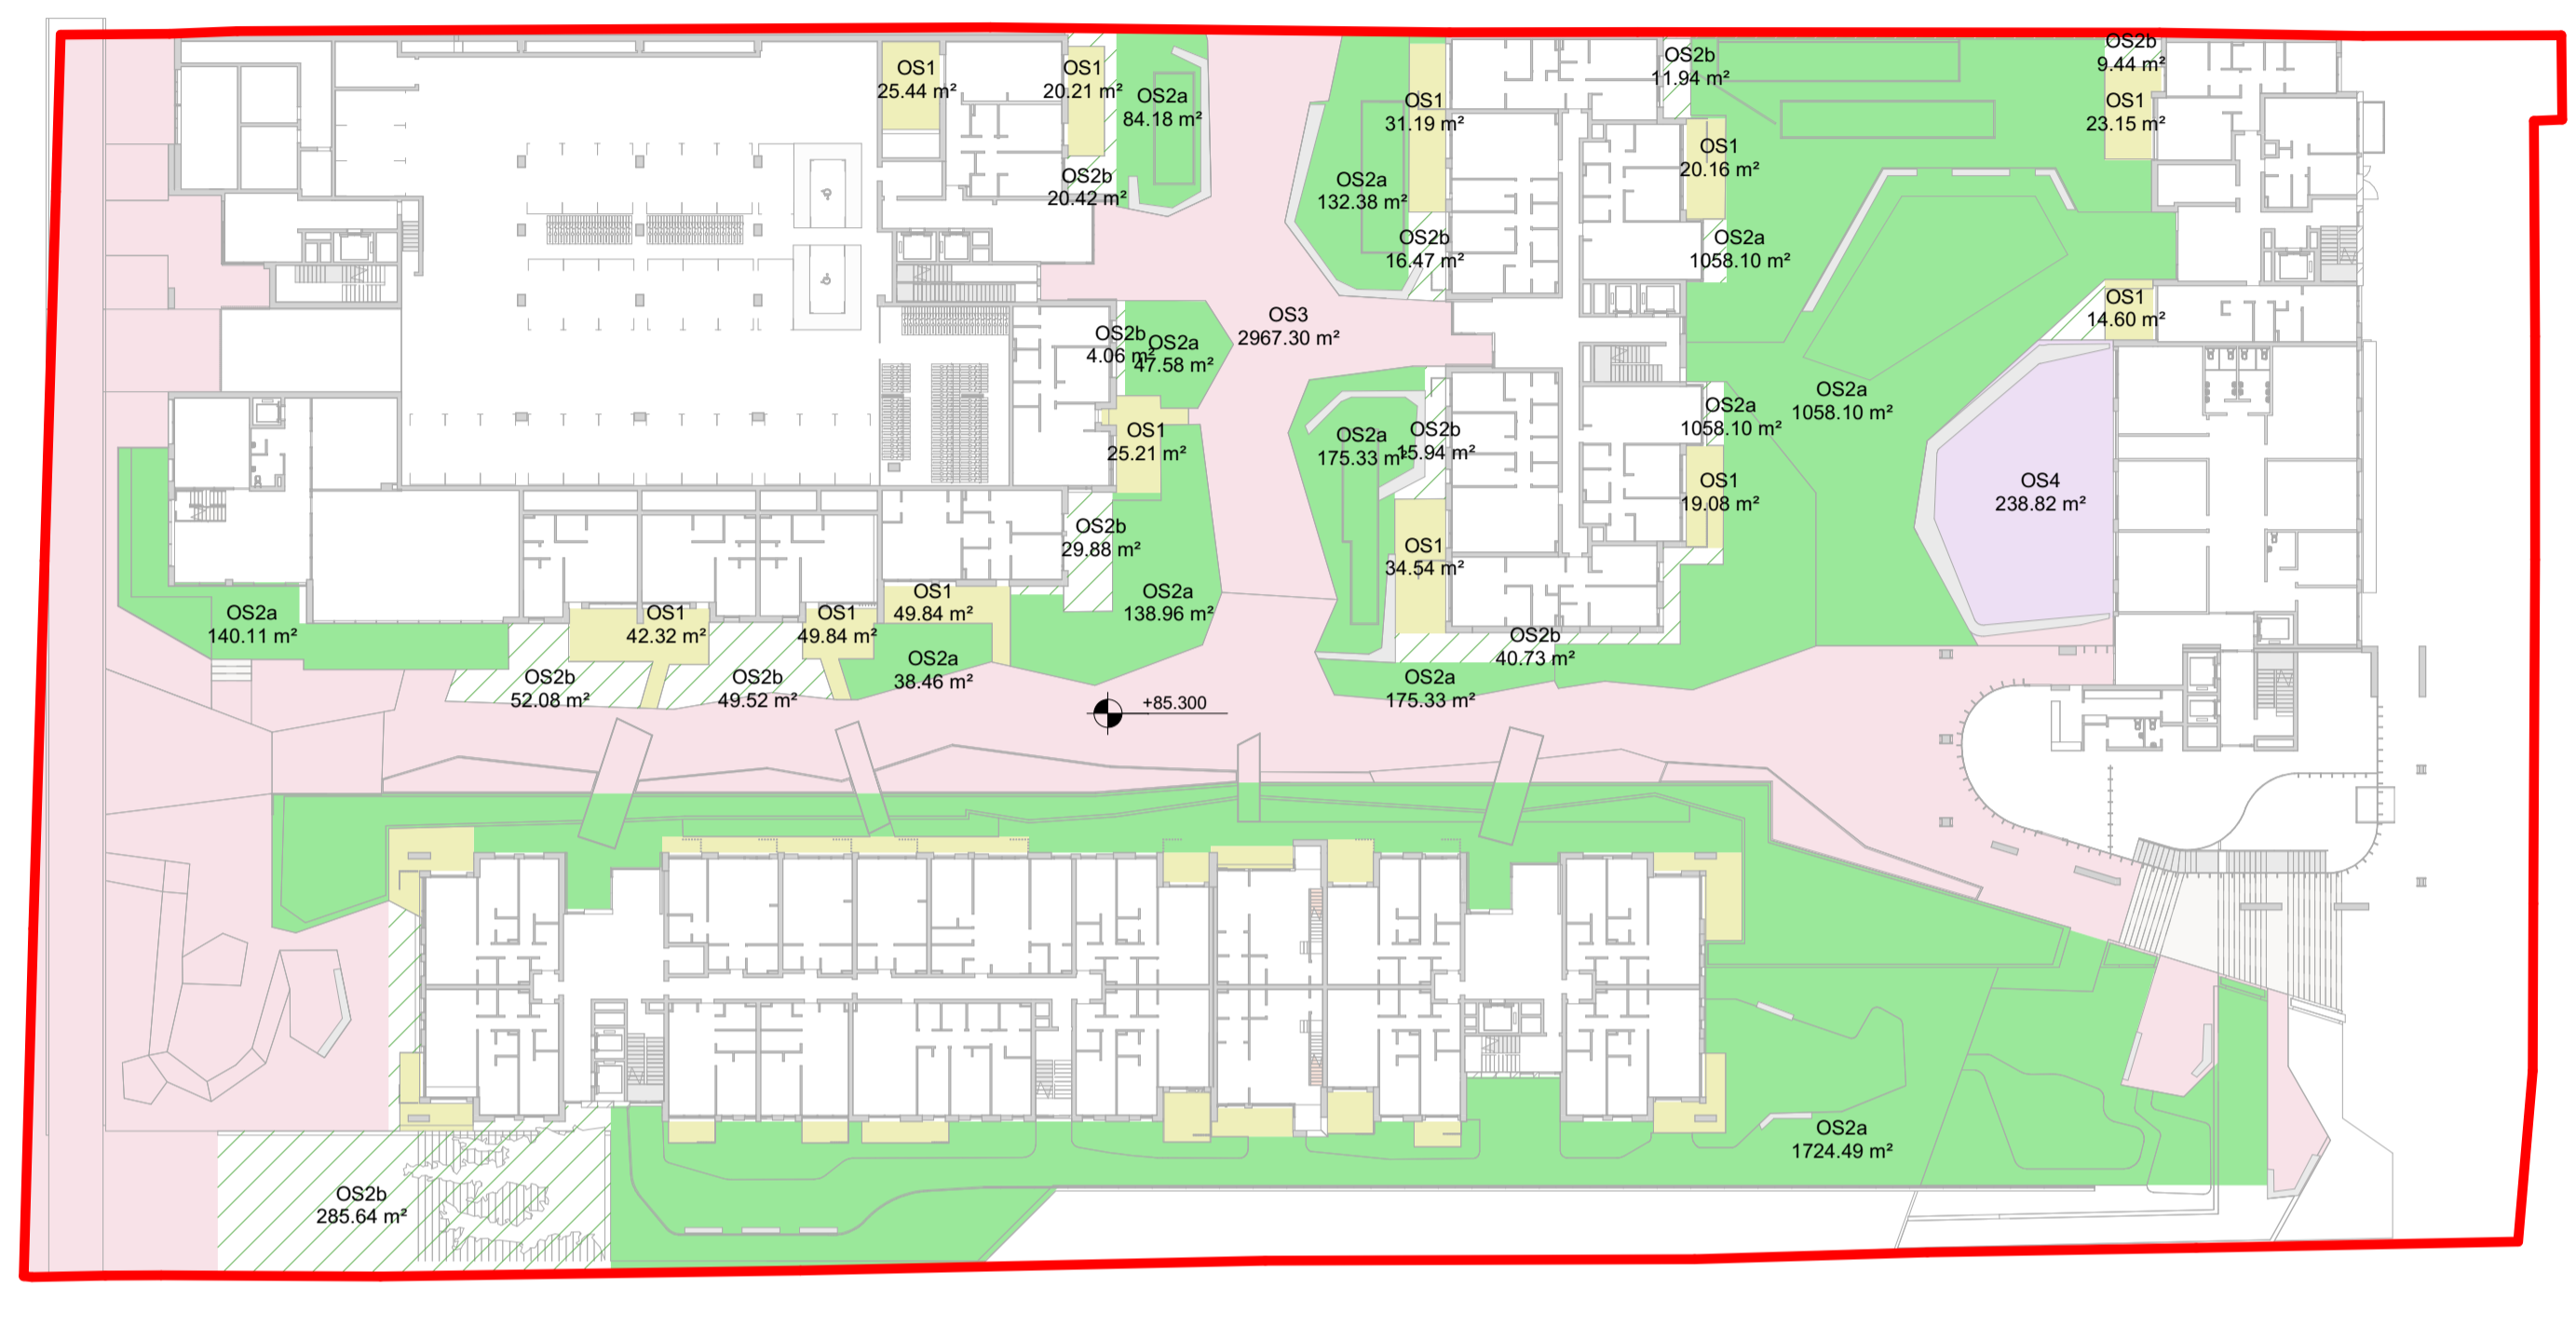 OS1
25.44 m²
OS1
20.21 m²
OS2a
84.18 m²
OS2b
20.42 m²
OS1
31.19 m²
OS2a
132.38 m²
OS2b
16.47 m²
OS2b
11.94 m²
OS1
20.16 m²
OS2a
1058.10 m²
OS2b
9.44 m²
OS1
23.15 m²
OS1
14.60 m²
OS3
2967.30 m²
OS2b
4.06 m²
OS2a
47.58 m²
OS1
25.21 m²
OS2a
175.33 m²
OS2b
15.94 m²
OS2a
1058.10 m²
OS2a
1058.10 m²
OS1
19.08 m²
OS4
238.82 m²
OS2b
29.88 m²
OS1
34.54 m²
OS2a
138.96 m²
OS2a
140.11 m²
OS1
42.32 m²
OS1
49.84 m²
OS1
49.84 m²
OS2b
52.08 m²
OS2b
49.52 m²
OS2a
38.46 m²
OS2b
40.73 m²
OS2a
175.33 m²
+85.300
OS2a
1724.49 m²
OS2b
285.64 m²